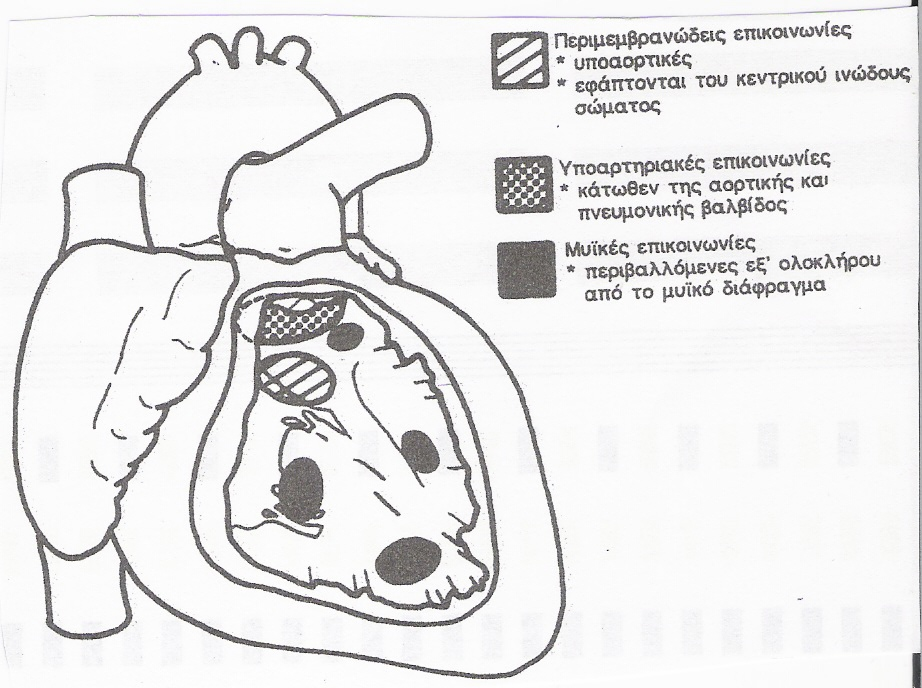 Περιμεμβρανώδεις επικοινωνίες
* υποαορτικές
* εφάπτονται του κεντρικού ινώδους
σώματος
Υποαρτηριακές επικοινωνίες
* κάτωθεν της αορτικής και
πνευμονικής βαλβίδος
Μυϊκές επικοινωνίες
* περιβαλλόμενες εξ' ολοκλήρου
από το μυϊκό διάφραγμα